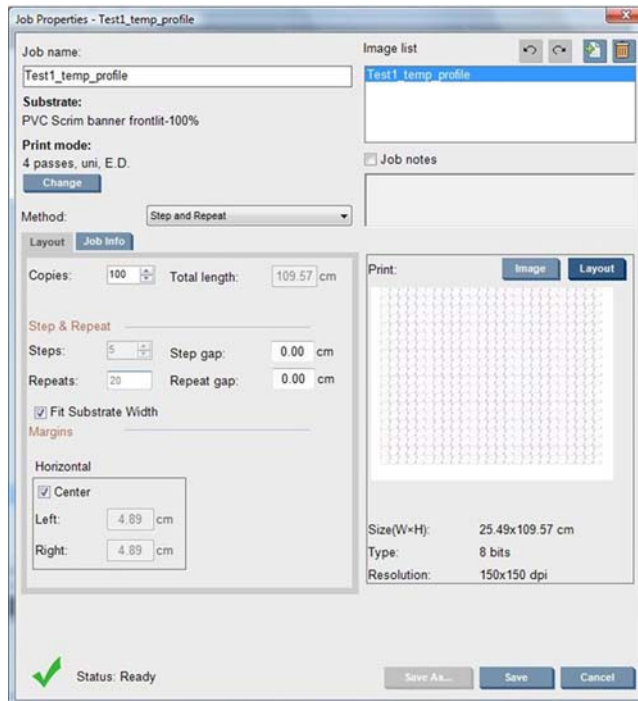 Job Properties - Test1_temp_profile
Job name:
Test1_temp_profile
Substrate:
PVC Scrim banner frontlit-100%
Print mode:
4 passes, uni, E.D.
Change
Method: Step and Repeat
Image list
Test1_temp_profile
Job notes
Layout Job Info
Copies: 100 Total length: 109.57 cm
Step & Repeat
Steps: 5 Step gap: 0.00 cm
Repeats: 20 Repeat gap: 0.00 cm
Fit Substrate Width
Margins
Horizontal
Center
Left: 4.89 cm
Right: 4.89 cm
Print: Image Layout
Size(W×H): 25.49x109.57 cm
Type: 8 bits
Resolution: 150x150 dpi
Status: Ready
Save As... Save Cancel